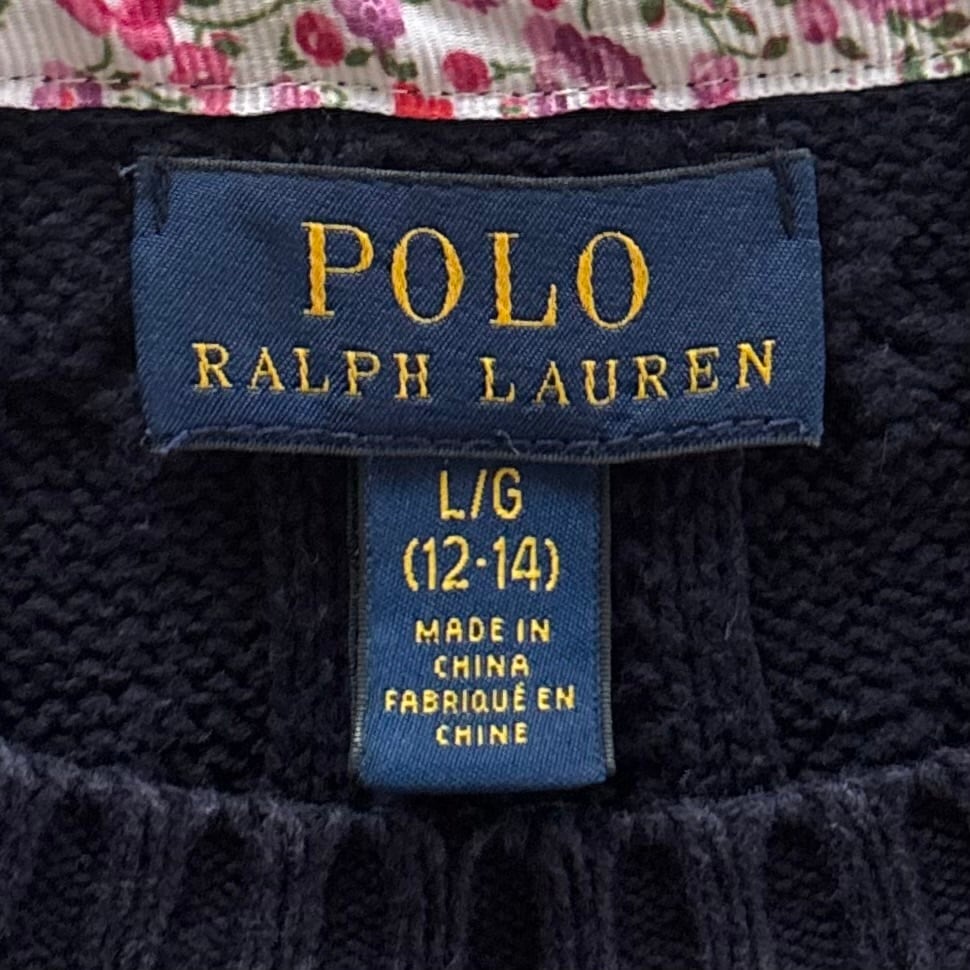 POLO
RALPH LAUREN
L/G
(12-14)
MADE IN
CHINA
FABRIQUÉ EN
CHINE